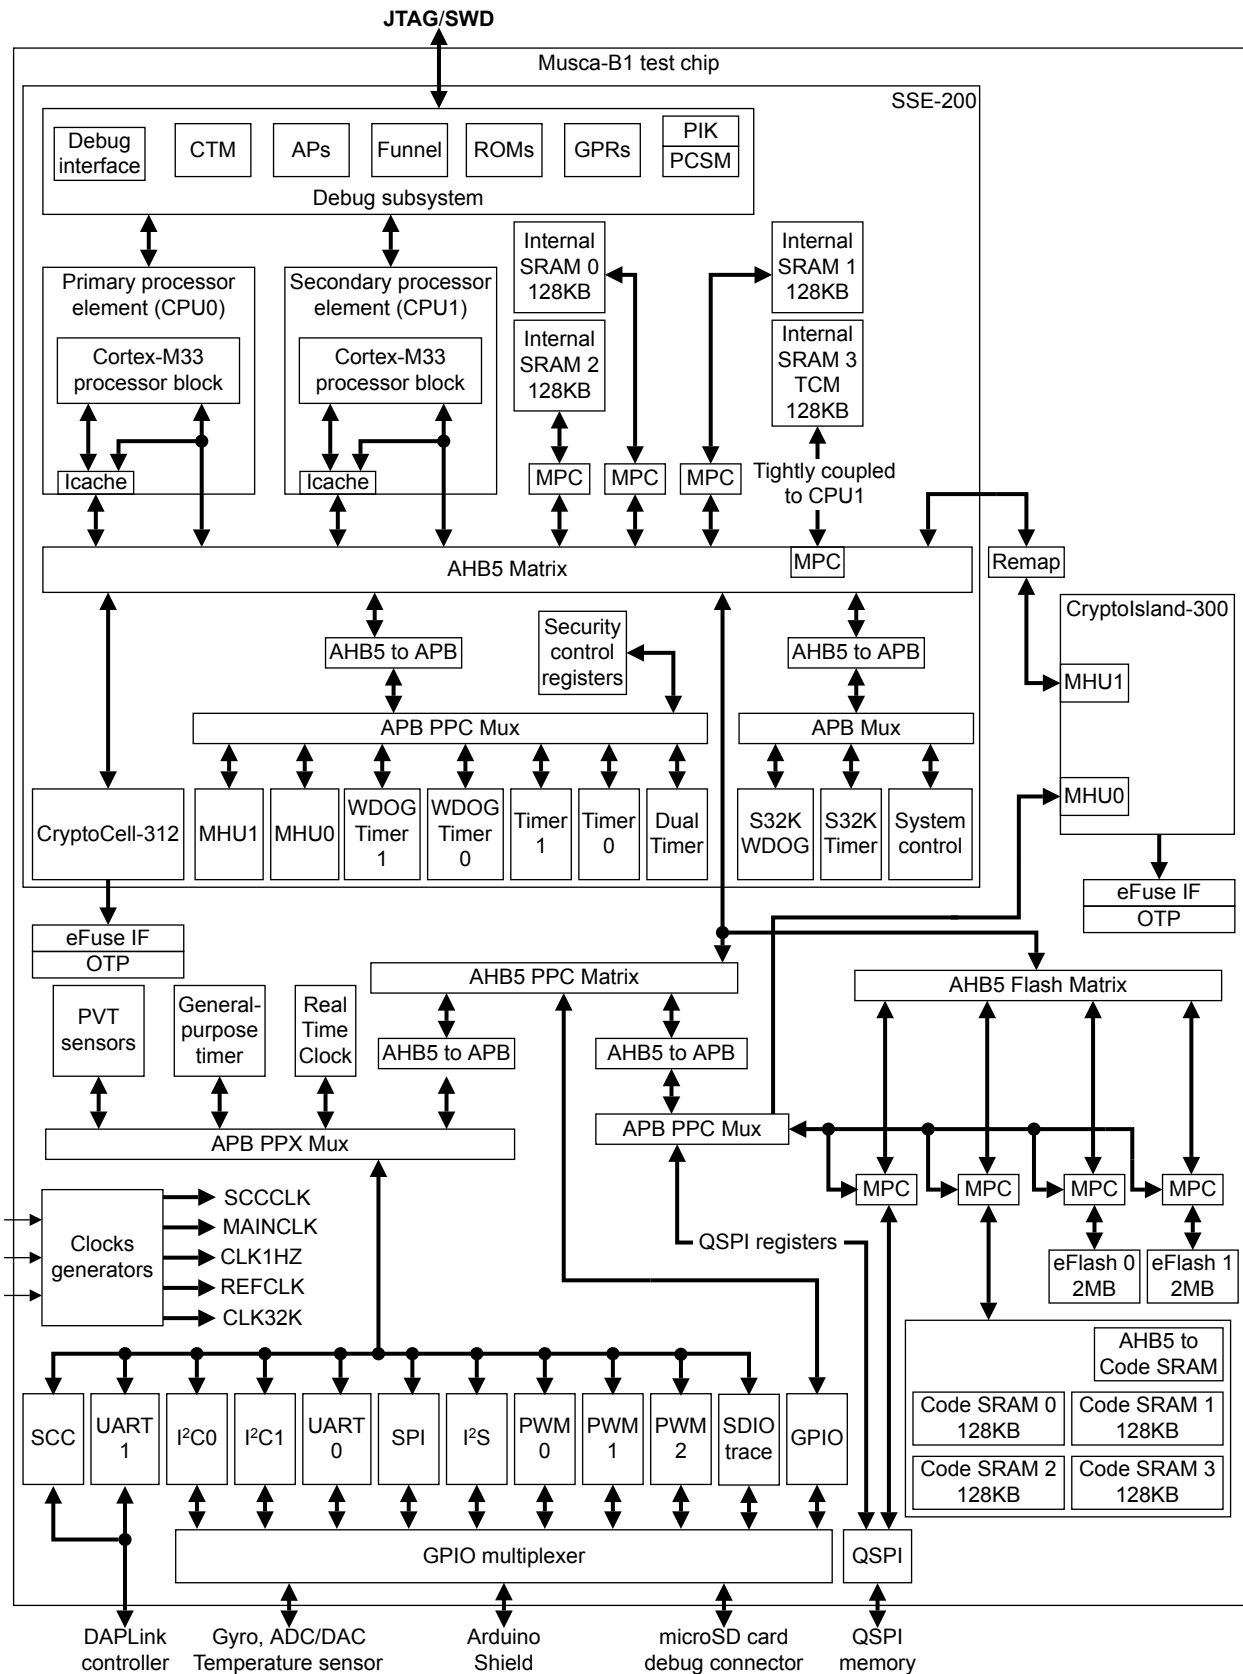 JTAG/SWD
Musca-B1 test chip
SSE-200
Debug
interface
CTM
APs
Funnel
ROMs
GPRs
PIK
PCSM
Debug subsystem
Primary processor
element (CPU0)
Cortex-M33
processor block
Icache
Secondary processor
element (CPU1)
Cortex-M33
processor block
Icache
Internal
SRAM 0
128KB
Internal
SRAM 2
128KB
Internal
SRAM 1
128KB
Internal
SRAM 3
TCM
128KB
MPC
MPC
MPC
Tightly coupled
to CPU1
AHB5 Matrix
MPC
Remap
CryptoIsland-300
MHU1
MHU0
eFuse IF
OTP
AHB5 to APB
Security
control
registers
AHB5 to APB
APB PPC Mux
APB Mux
CryptoCell-312
MHU1
MHU0
WDOG
Timer
1
WDOG
Timer
0
Timer
1
Timer
0
Dual
Timer
S32K
WDOG
S32K
Timer
System
control
eFuse IF
OTP
AHB5 PPC Matrix
AHB5 Flash Matrix
PVT
sensors
General-
purpose
timer
Real
Time
Clock
AHB5 to APB
AHB5 to APB
APB PPX Mux
APB PPC Mux
MPC
MPC
MPC
MPC
Clocks
generators
SCCCLK
MAINCLK
CLK1HZ
REFCLK
CLK32K
QSPI registers
eFlash 0
2MB
eFlash 1
2MB
AHB5 to
Code SRAM
Code SRAM 0
128KB
Code SRAM 1
128KB
Code SRAM 2
128KB
Code SRAM 3
128KB
SCC
UART
1
I²C0
I²C1
UART
0
SPI
I²S
PWM
0
PWM
1
PWM
2
SDIO
trace
GPIO
GPIO multiplexer
QSPI
DAPLink
controller
Gyro, ADC/DAC
Temperature sensor
Arduino
Shield
microSD card
debug connector
QSPI
memory